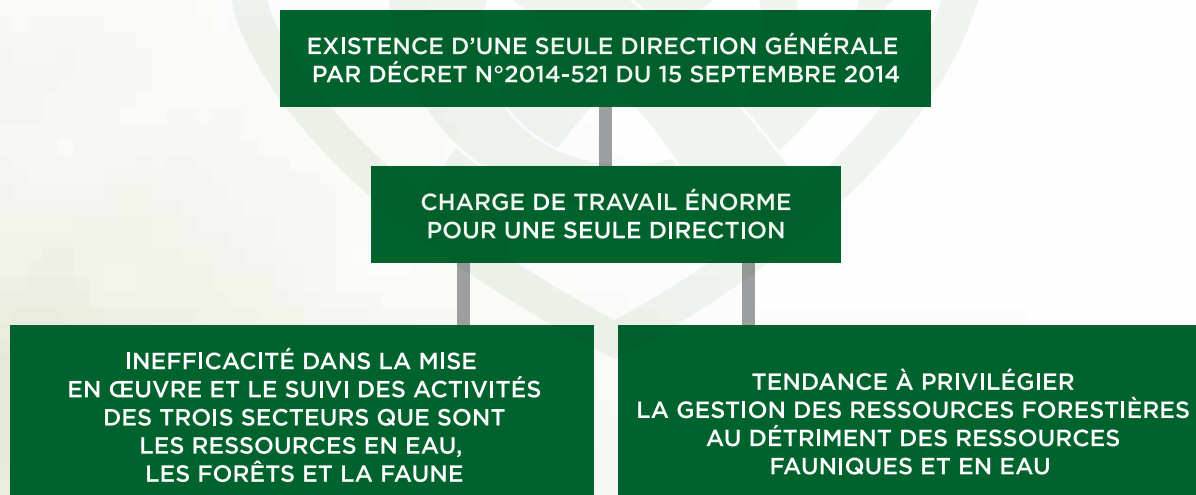 EXISTENCE D'UNE SEULE DIRECTION GÉNÉRALE
PAR DÉCRET N°2014-521 DU 15 SEPTEMBRE 2014
CHARGE DE TRAVAIL ÉNORME
POUR UNE SEULE DIRECTION
INEFFICACITÉ DANS LA MISE
EN ŒUVRE ET LE SUIVI DES ACTIVITÉS
DES TROIS SECTEURS QUE SONT
LES RESSOURCES EN EAU,
LES FORÊTS ET LA FAUNE
TENDANCE À PRIVILÉGIER
LA GESTION DES RESSOURCES FORESTIÈRES
AU DÉTRIMENT DES RESSOURCES
FAUNIQUES ET EN EAU